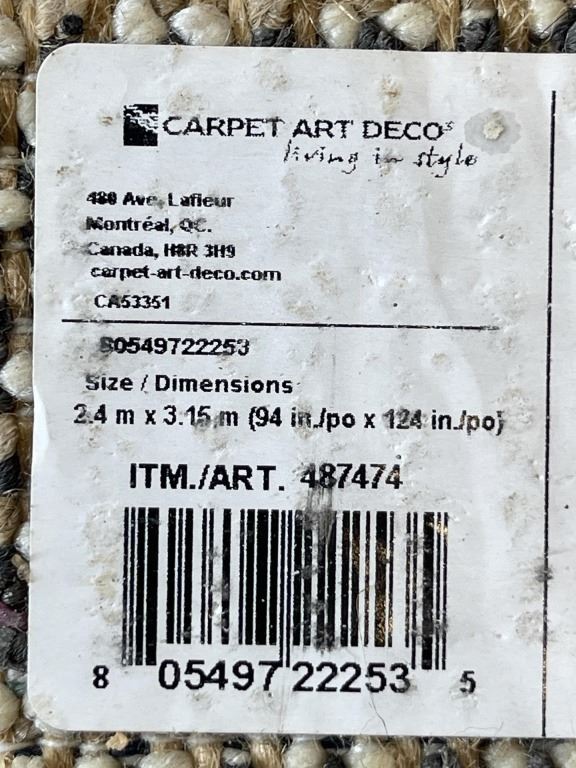 CARPET ART DECO
living in style
480 Ave. Lafleur
Montréal, QC.
Canada, H8R 3H9
carpet-art-deco.com
CA53351
80549722253
Size / Dimensions
2.4 m x 3.15 m (94 in./po x 124 in./po)
ITM./ART. 487474
8 05497 22253 5